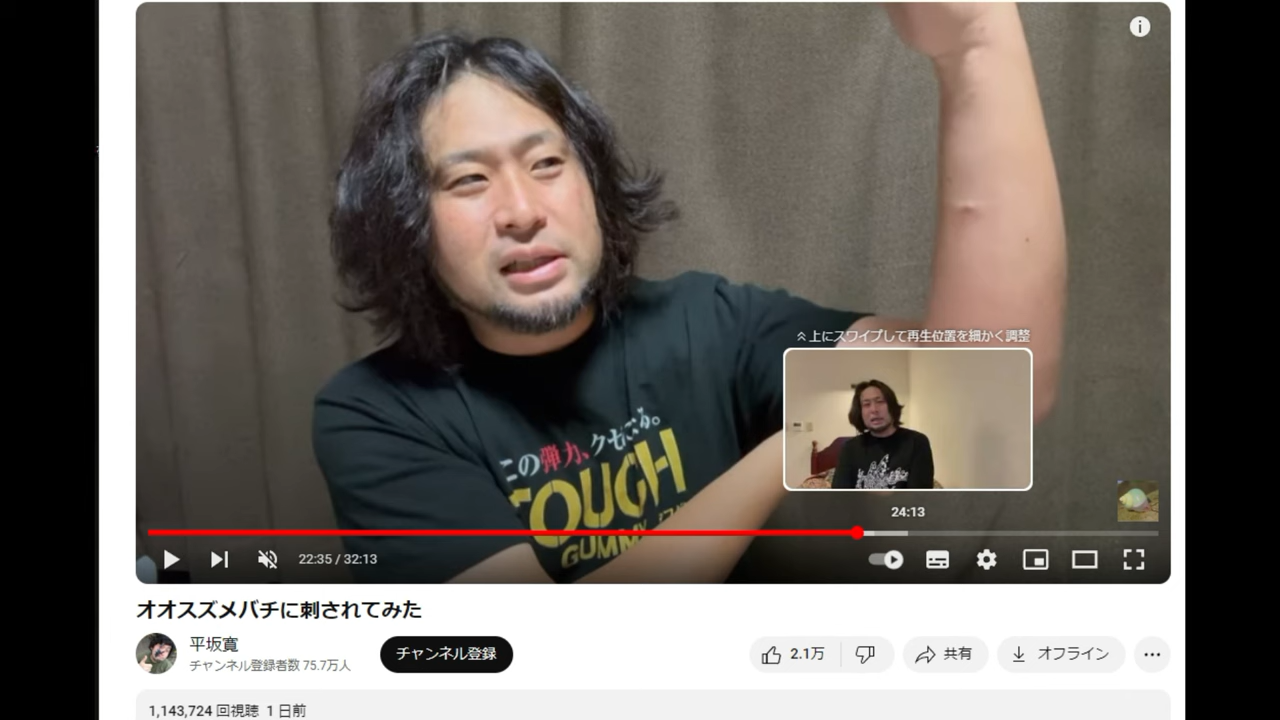 この弾力、クセになる。
TOUGH
GUMMY
上にスワイプして再生位置を細かく調整
24:13
22:35 / 32:13
オオスズメバチに刺されてみた
平坂寛
チャンネル登録者数 75.7万人
チャンネル登録
2.1万
共有
オフライン
1,143,724 回視聴 1 日前